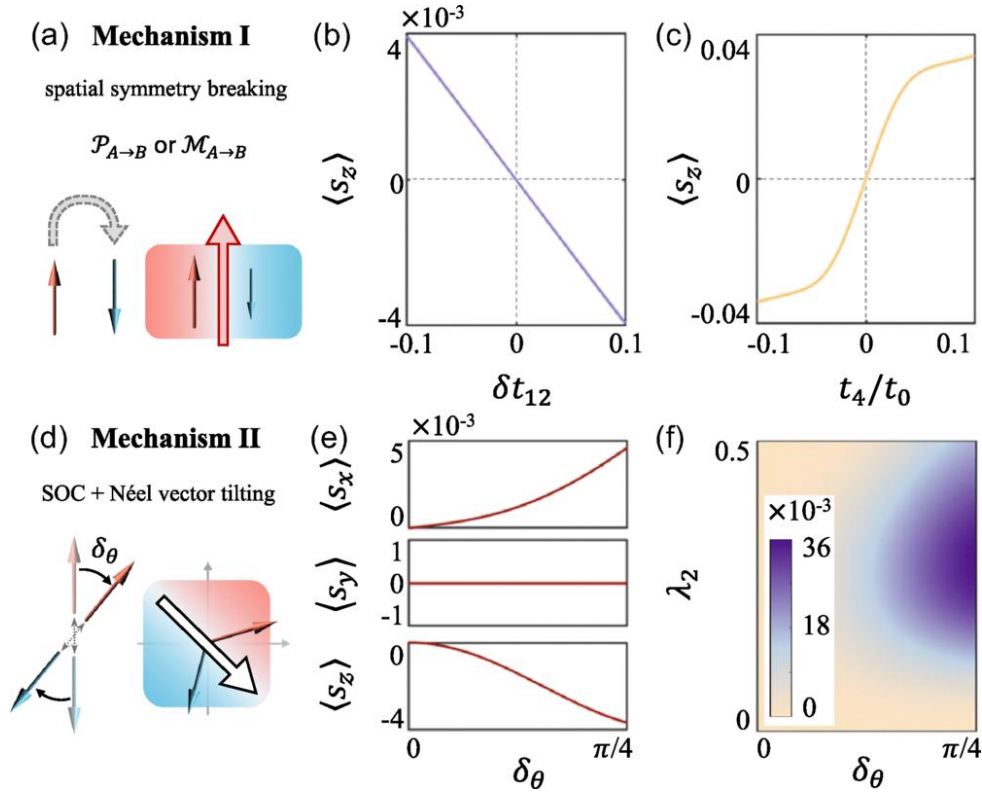 (a) Mechanism I
spatial symmetry breaking
𝒫A→B or ℳA→B
(b)
×10⁻³
4
0
-4
⟨sz⟩
-0.1 0 0.1
δt₁₂
(c)
0.04
0
-0.04
⟨sz⟩
-0.1 0 0.1
t₄/t₀
(d) Mechanism II
SOC + Néel vector tilting
δθ
(e)
×10⁻³
5
0
⟨sx⟩
1
0
-1
⟨sy⟩
0
-4
⟨sz⟩
0 π/4
δθ
(f)
0.5
0
λ₂
×10⁻³
36
18
0
0 π/4
δθ